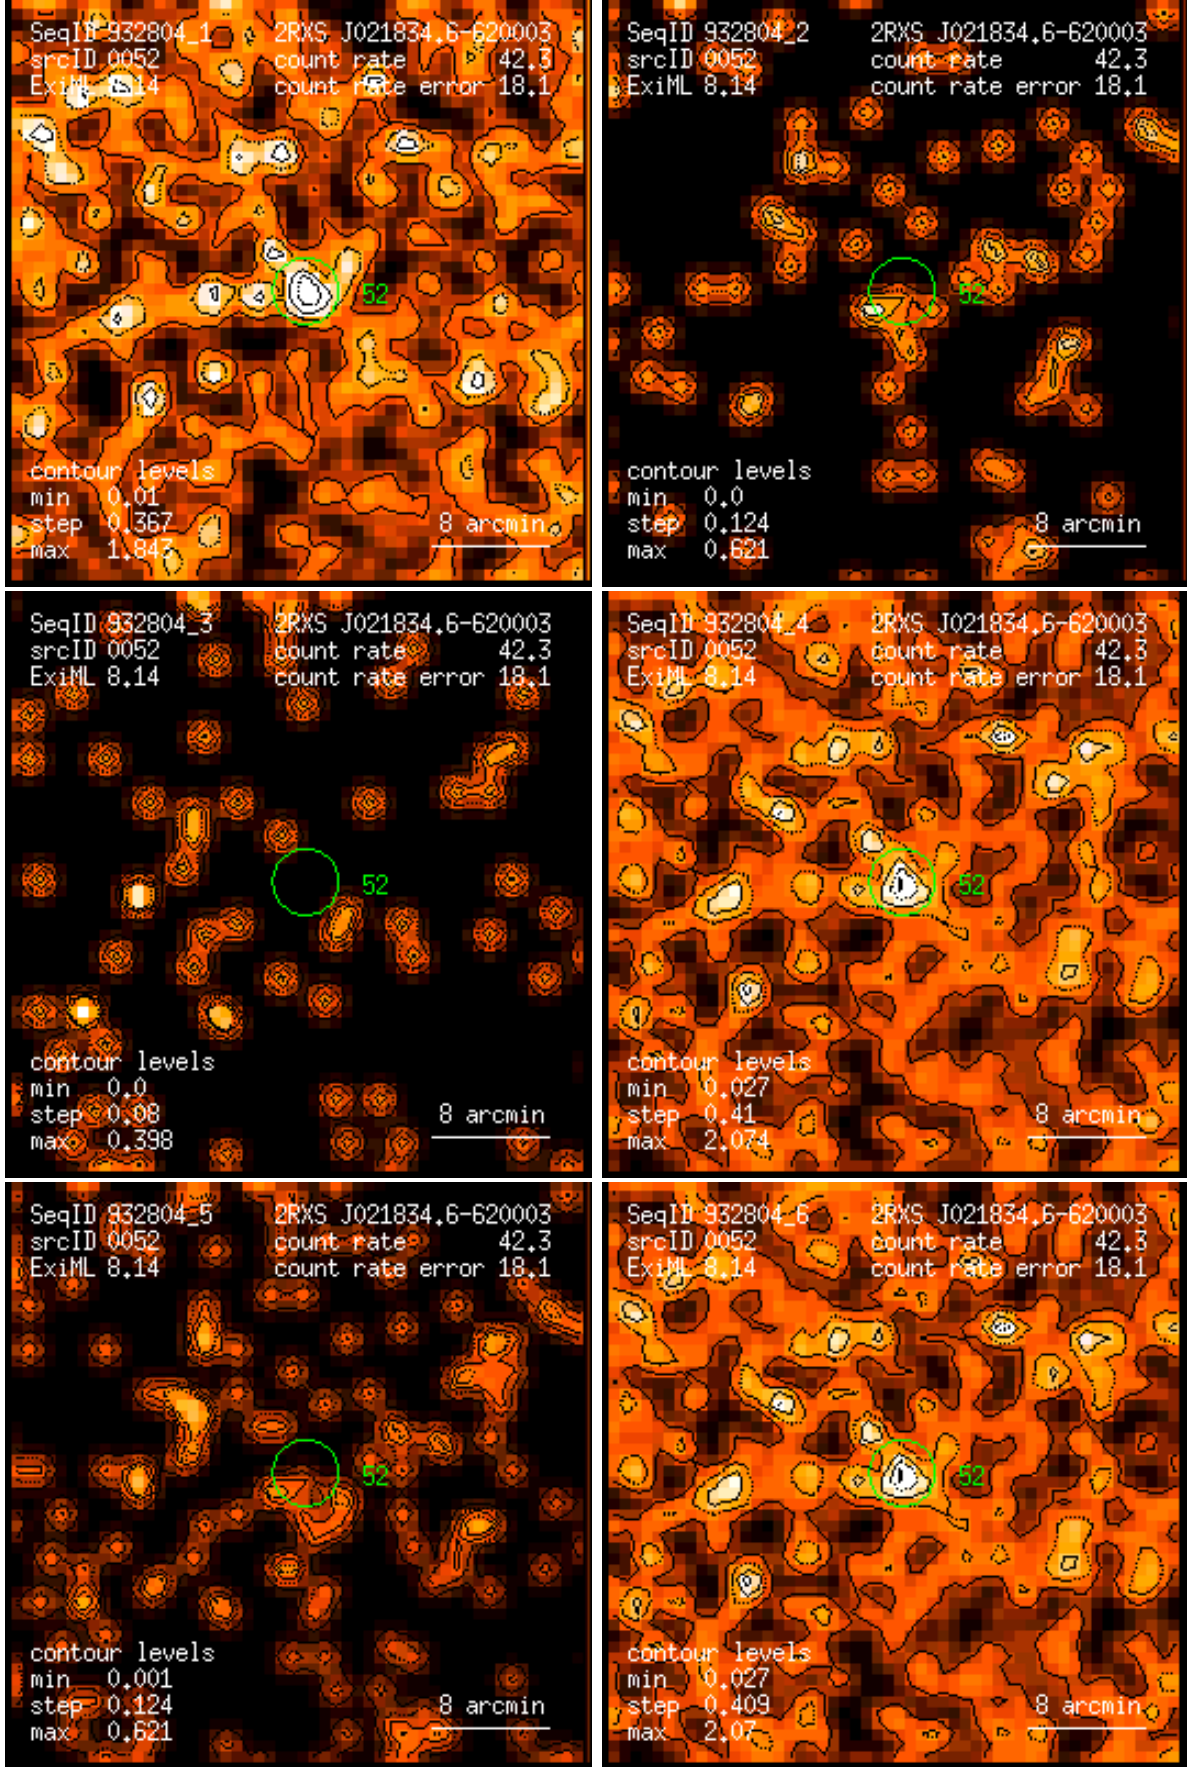 SeqID 932804_1 2RXS J021834.6-620003
srcID 0052 count rate 42.3
ExiML 8.14 count rate error 18.1
52
contour levels
min 0.01
step 0.367 8 arcmin
max 1.843
SeqID 932804_2 2RXS J021834.6-620003
srcID 0052 count rate 42.3
ExiML 8.14 count rate error 18.1
52
contour levels
min 0.0
step 0.124 8 arcmin
max 0.621
SeqID 932804_3 2RXS J021834.6-620003
srcID 0052 count rate 42.3
ExiML 8.14 count rate error 18.1
52
contour levels
min 0.0
step 0.08 8 arcmin
max 0.398
SeqID 932804_4 2RXS J021834.6-620003
srcID 0052 count rate 42.3
ExiML 8.14 count rate error 18.1
52
contour levels
min 0.027
step 0.41 8 arcmin
max 2.074
SeqID 932804_5 2RXS J021834.6-620003
srcID 0052 count rate 42.3
ExiML 8.14 count rate error 18.1
52
contour levels
min 0.001
step 0.124 8 arcmin
max 0.621
SeqID 932804_6 2RXS J021834.6-620003
srcID 0052 count rate 42.3
ExiML 8.14 count rate error 18.1
52
contour levels
min 0.027
step 0.409 8 arcmin
max 2.07